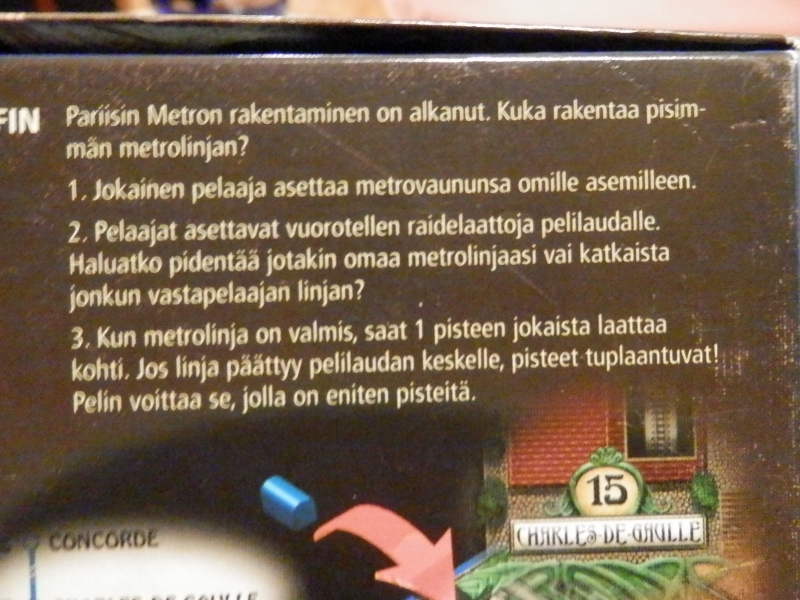 FIN
Pariisin Metron rakentaminen on alkanut. Kuka rakentaa pisim-
män metrolinjan?
1. Jokainen pelaaja asettaa metrovaununsa omille asemilleen.
2. Pelaajat asettavat vuorotellen raidelaattoja pelilaudalle.
Haluatko pidentää jotakin omaa metrolinjaasi vai katkaista
jonkun vastapelaajan linjan?
3. Kun metrolinja on valmis, saat 1 pisteen jokaista laattaa
kohti. Jos linja päättyy pelilaudan keskelle, pisteet tuplaantuvat!
Pelin voittaa se, jolla on eniten pisteitä.
15
CHARLES-DE-GAULLE
CONCORDE
CHARLES DE GAULLE